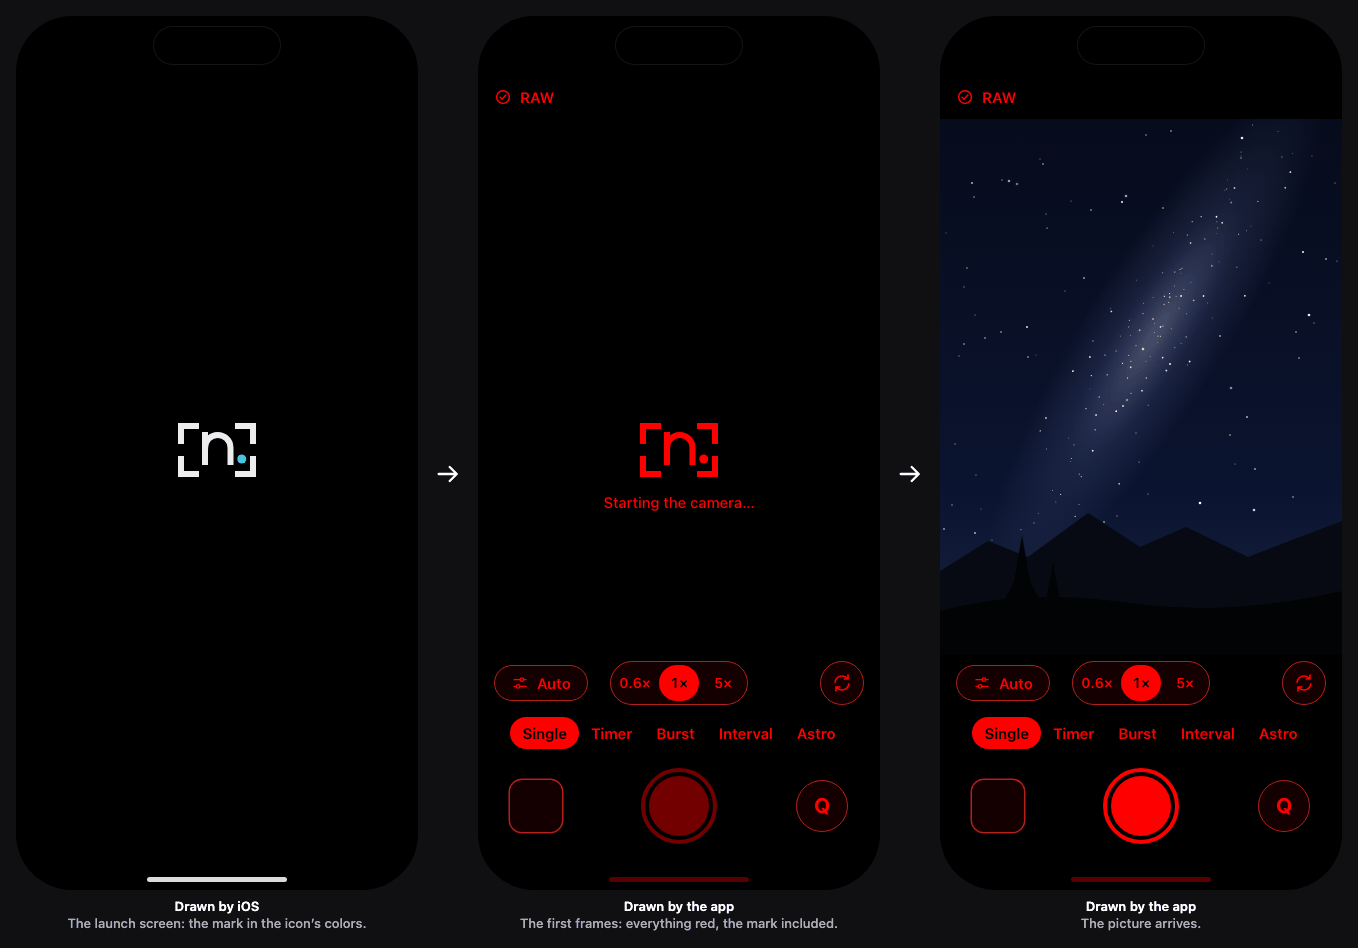 n.
Drawn by iOS
The launch screen: the mark in the icon's colors.
RAW
n.
Starting the camera...
Auto
0.6×
1×
5×
Single
Timer
Burst
Interval
Astro
Q
Drawn by the app
The first frames: everything red, the mark included.
RAW
Auto
0.6×
1×
5×
Single
Timer
Burst
Interval
Astro
Q
Drawn by the app
The picture arrives.